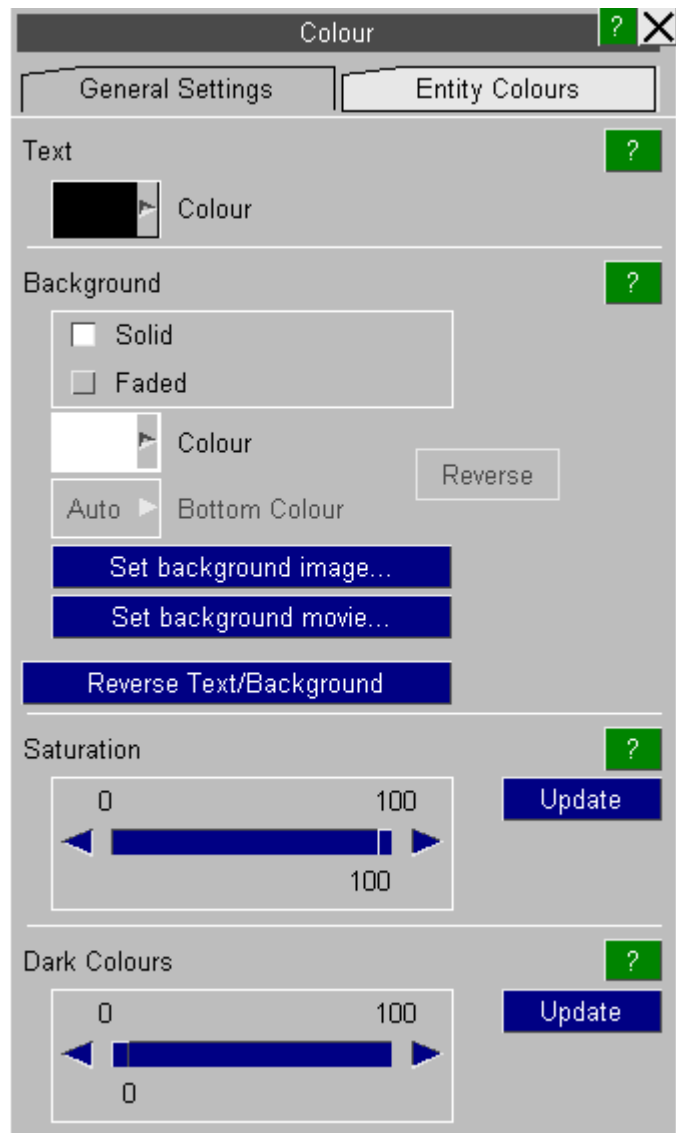 Colour ?
General Settings Entity Colours
Text ?
Colour
Background ?
Solid
Faded
Colour
Reverse
Auto Bottom Colour
Set background image...
Set background movie...
Reverse Text/Background
Saturation ?
0 100 Update
100
Dark Colours ?
0 100 Update
0